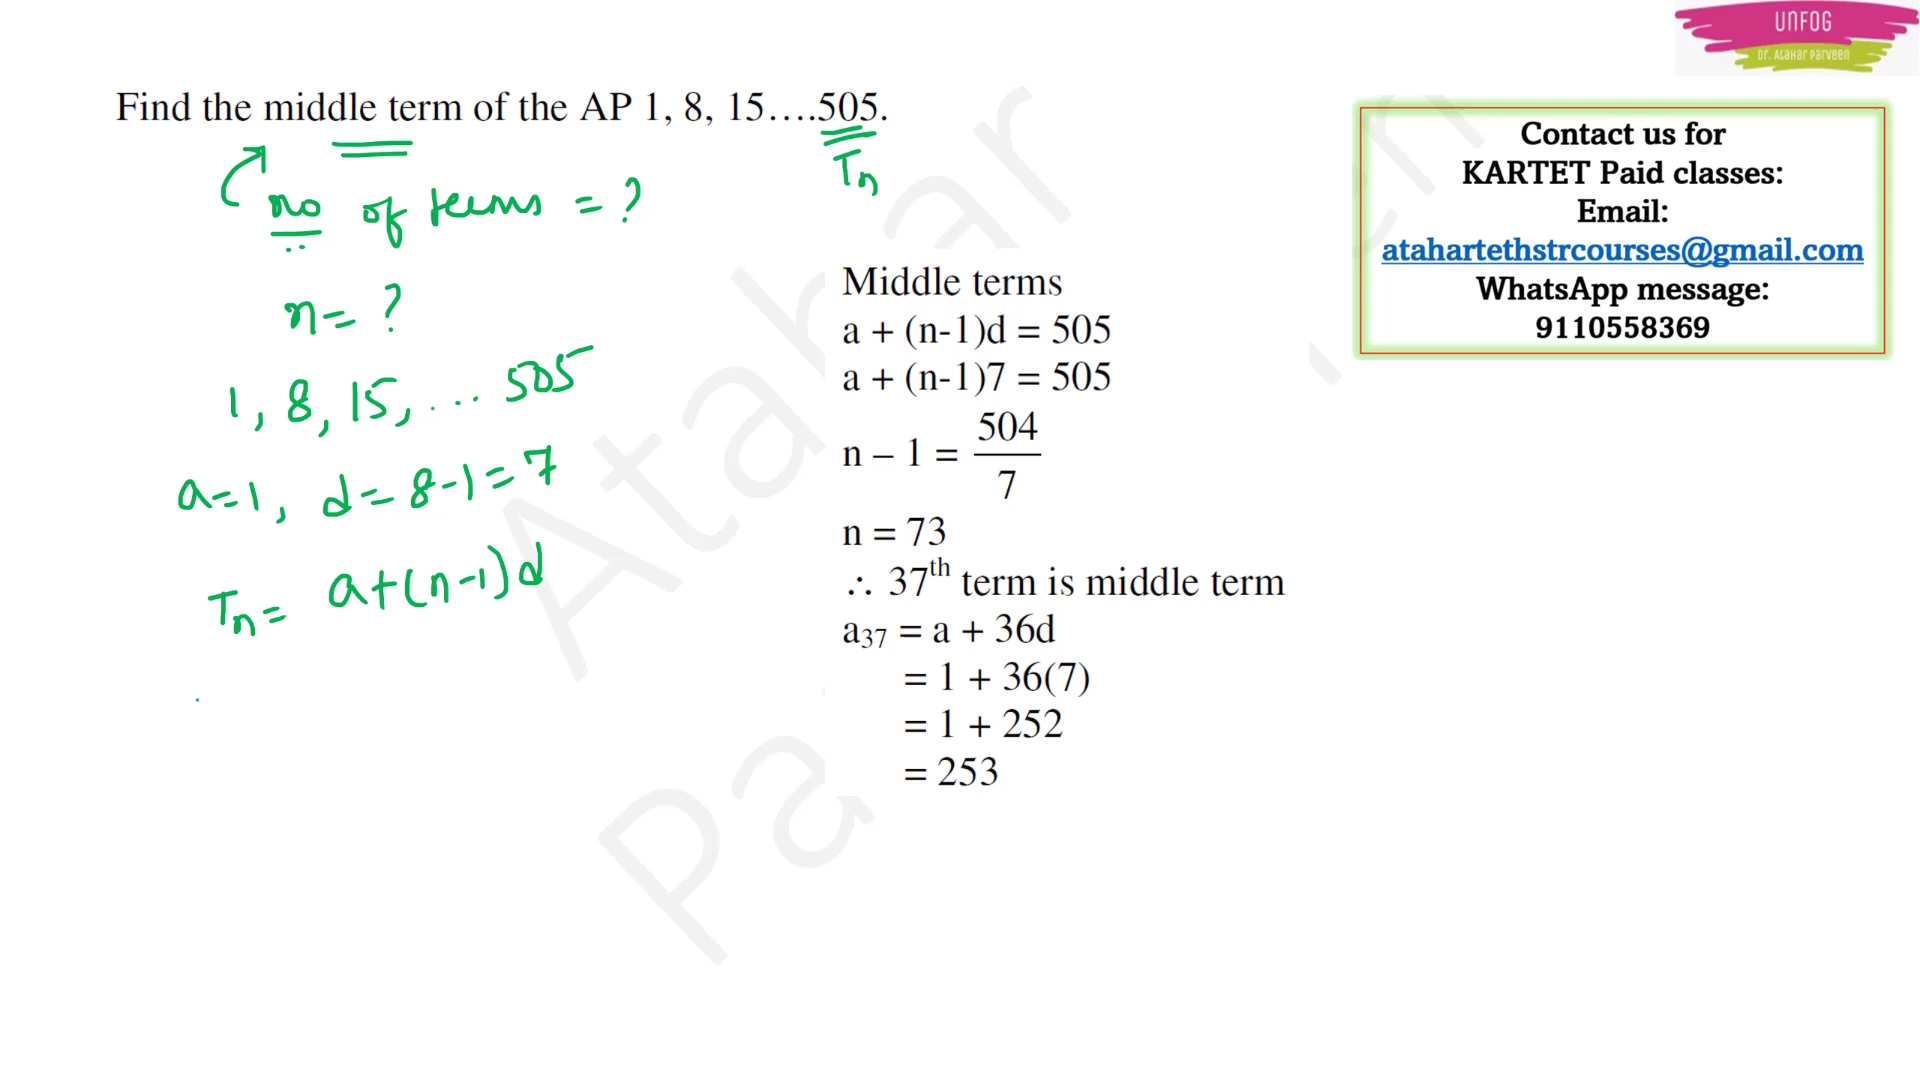 UNFOG
Dr. Atahar Parveen
Find the middle term of the AP 1, 8, 15….505.
Tn
no of terms = ?
n = ?
1, 8, 15, .... 505
a=1, d = 8-1 = 7
Tn = a+(n-1)d
Middle terms
a + (n-1)d = 505
a + (n-1)7 = 505
n – 1 = 504/7
n = 73
∴ 37th term is middle term
a37 = a + 36d
= 1 + 36(7)
= 1 + 252
= 253
Contact us for
KARTET Paid classes:
Email:
atahartethstrcourses@gmail.com
WhatsApp message:
9110558369
Atahar
Parveen